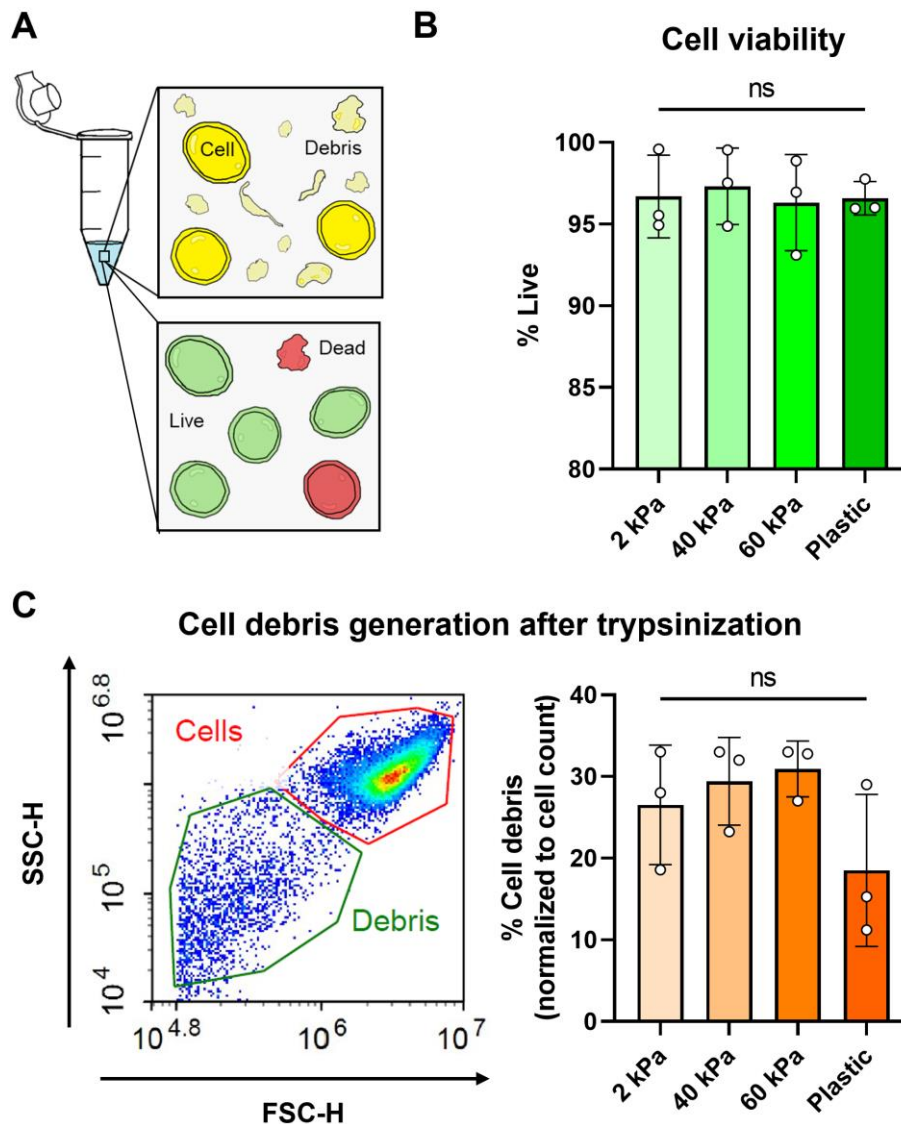 A
Cell
Debris
Dead
Live
B
Cell viability
ns
% Live
100
95
90
85
80
2 kPa
40 kPa
60 kPa
Plastic
C
Cell debris generation after trypsinization
SSC-H
10^6.8
10^5
10^4
Cells
Debris
10^4.8
10^6
10^7
FSC-H
ns
% Cell debris
(normalized to cell count)
40
30
20
10
0
2 kPa
40 kPa
60 kPa
Plastic